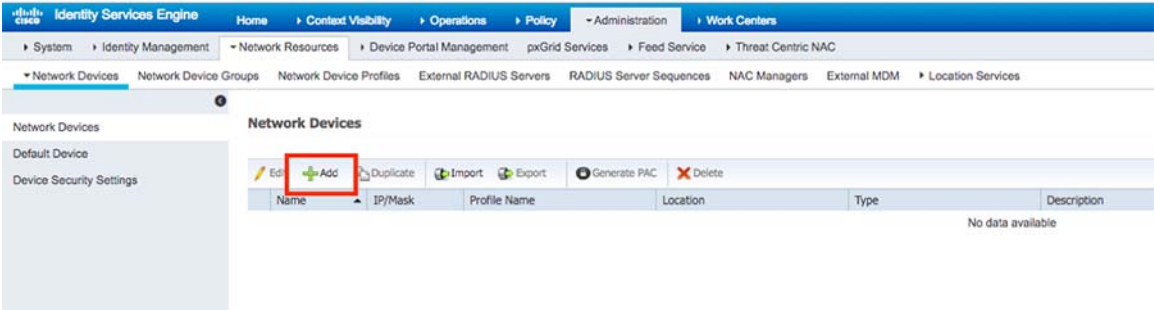 cisco Identity Services Engine Home Context Visibility Operations Policy Administration Work Centers
System Identity Management Network Resources Device Portal Management pxGrid Services Feed Service Threat Centric NAC
Network Devices Network Device Groups Network Device Profiles External RADIUS Servers RADIUS Server Sequences NAC Managers External MDM Location Services
Network Devices
Default Device
Device Security Settings
Network Devices
Edit Add Duplicate Import Export Generate PAC Delete
Name IP/Mask Profile Name Location Type Description
No data available